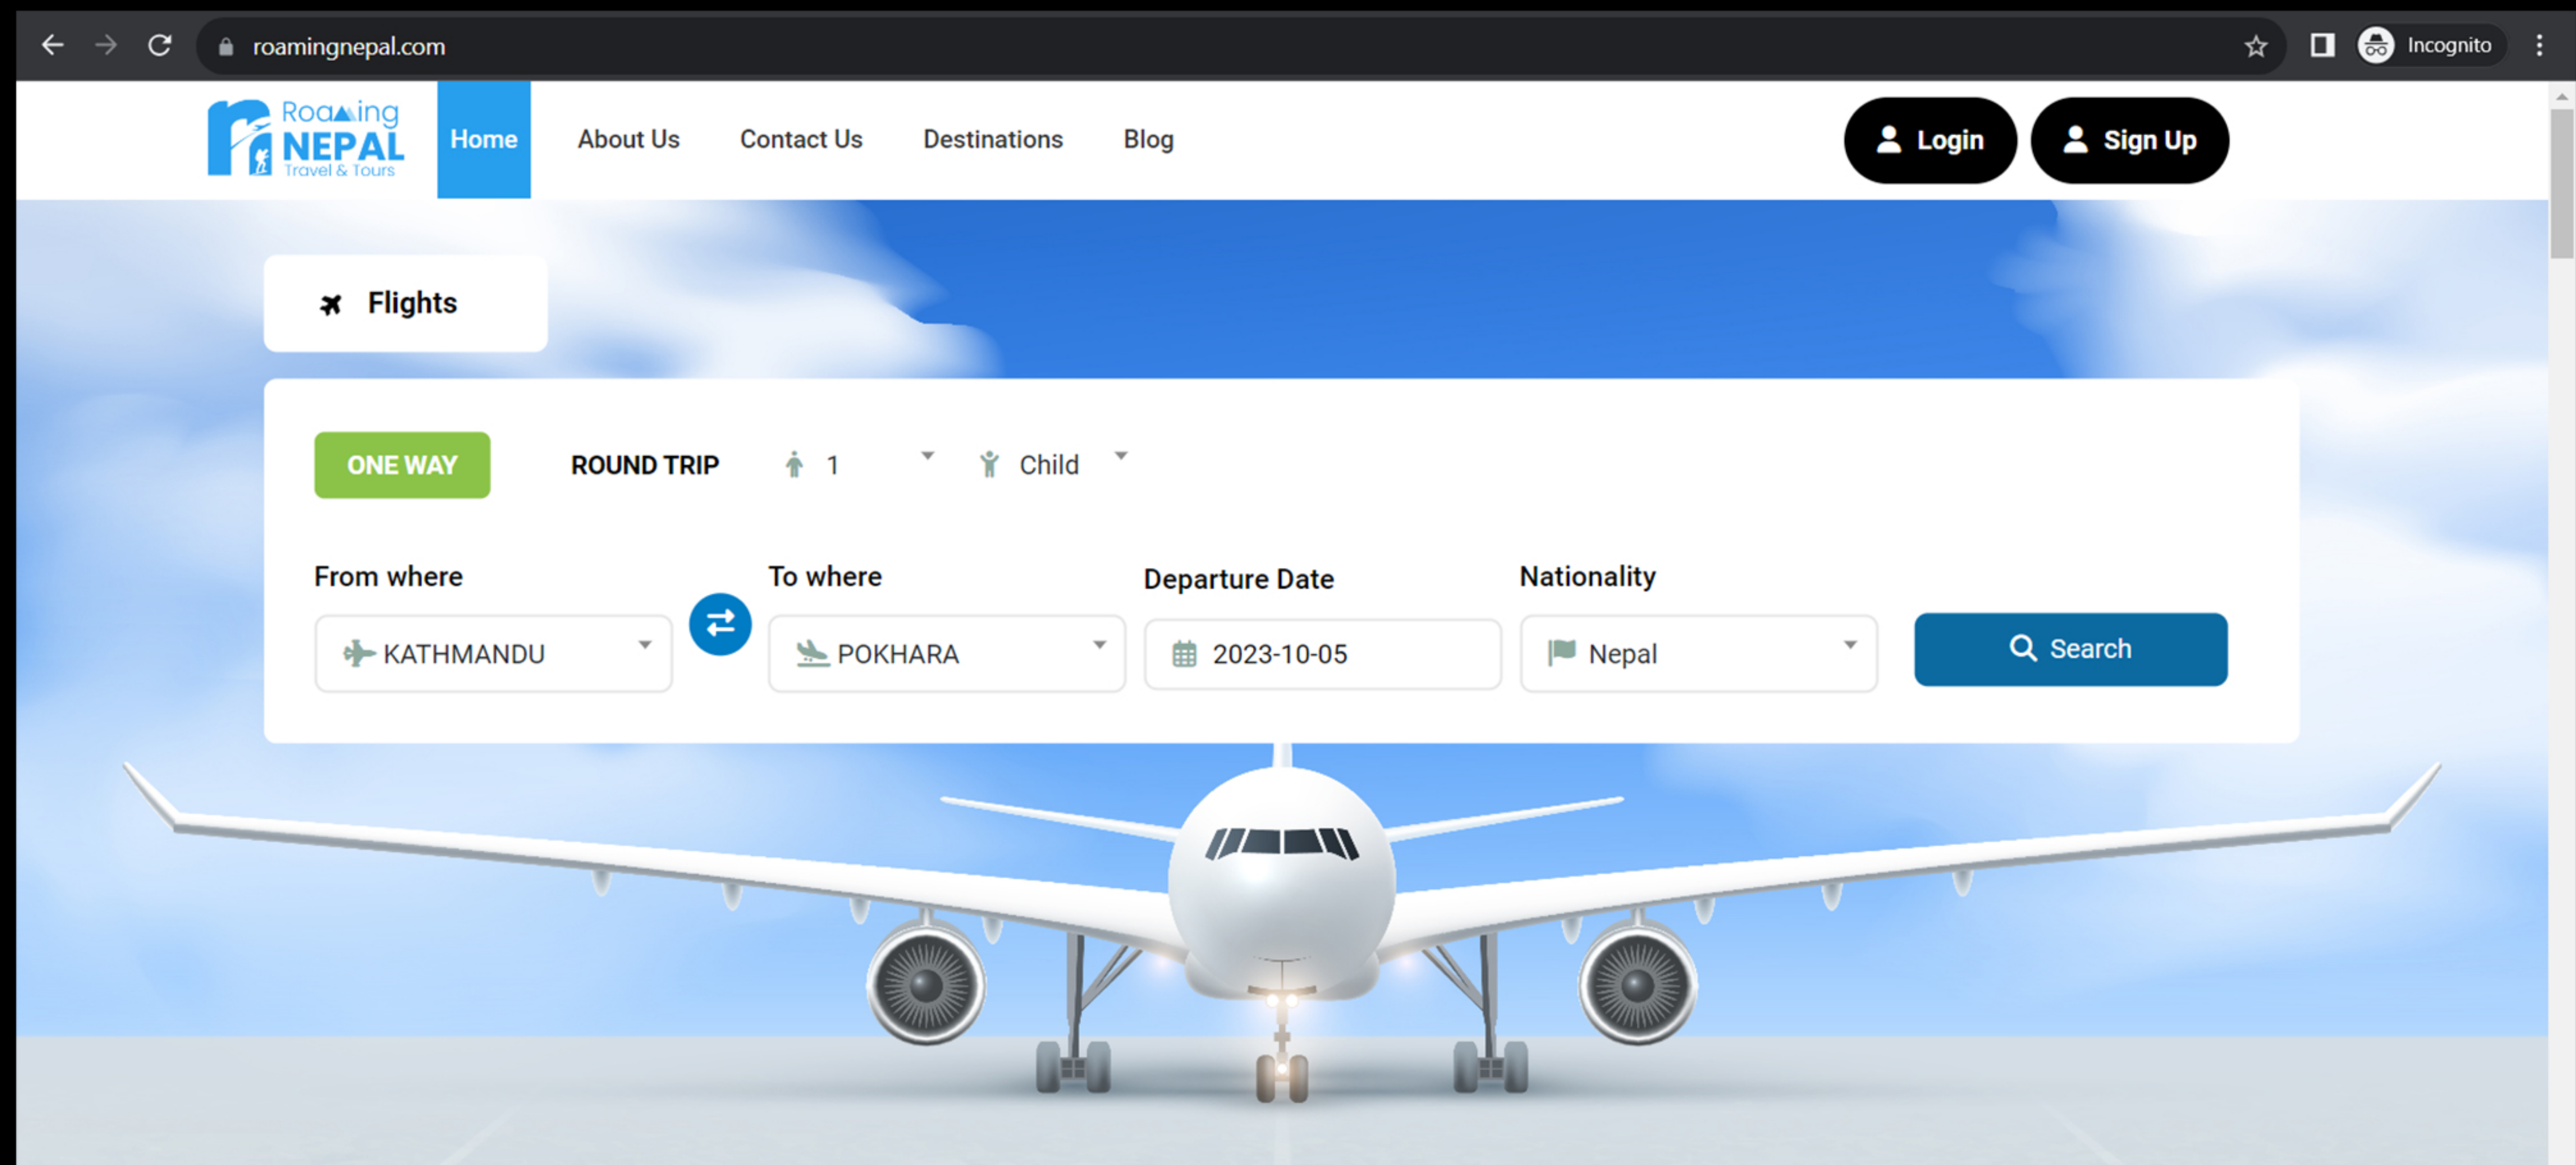 roamingnepal.com
Incognito
Roaming
NEPAL
Travel & Tours
Home
About Us
Contact Us
Destinations
Blog
Login
Sign Up
Flights
ONE WAY
ROUND TRIP
1
Child
From where
To where
Departure Date
Nationality
KATHMANDU
POKHARA
2023-10-05
Nepal
Search